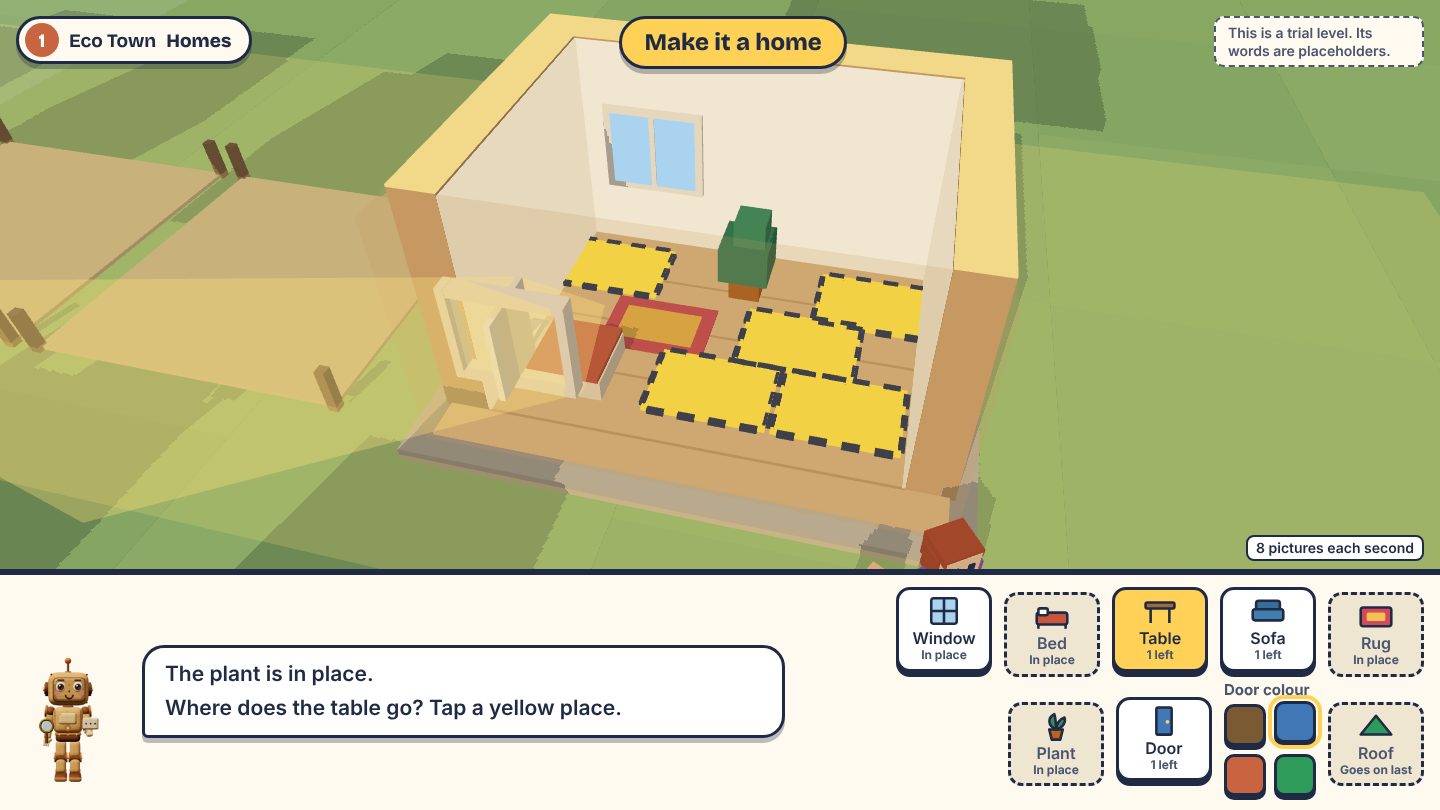 1 Eco Town Homes
Make it a home
This is a trial level. Its
words are placeholders.
8 pictures each second
The plant is in place.
Where does the table go? Tap a yellow place.
Window
In place
Bed
In place
Table
1 left
Sofa
1 left
Rug
In place
Plant
In place
Door
1 left
Door colour
Roof
Goes on last